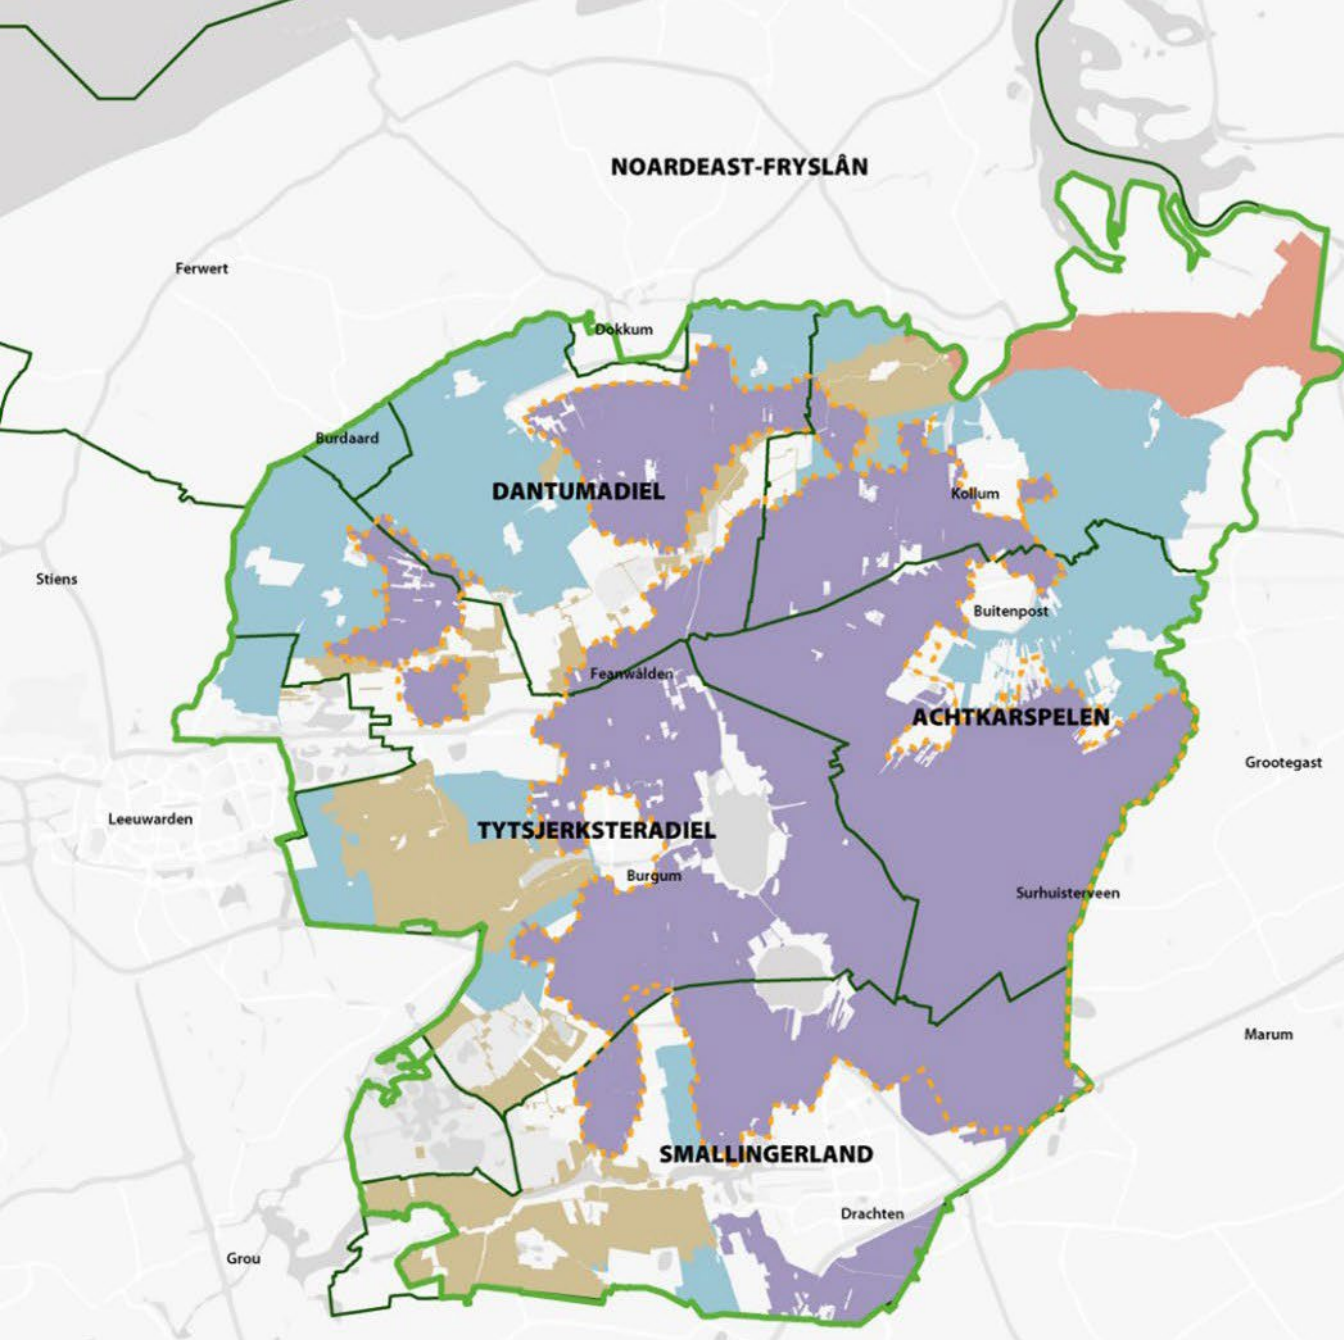 NOARDEAST-FRYSLÂN
Ferwert
Dokkum
Burdaard
DANTUMADIEL
Kollum
Stiens
Buitenpost
Feanwâlden
ACHTKARSPELEN
Grootegast
Leeuwarden
TYTSJERKSTERADIEL
Burgum
Surhuisterveen
Marum
SMALLINGERLAND
Drachten
Grou